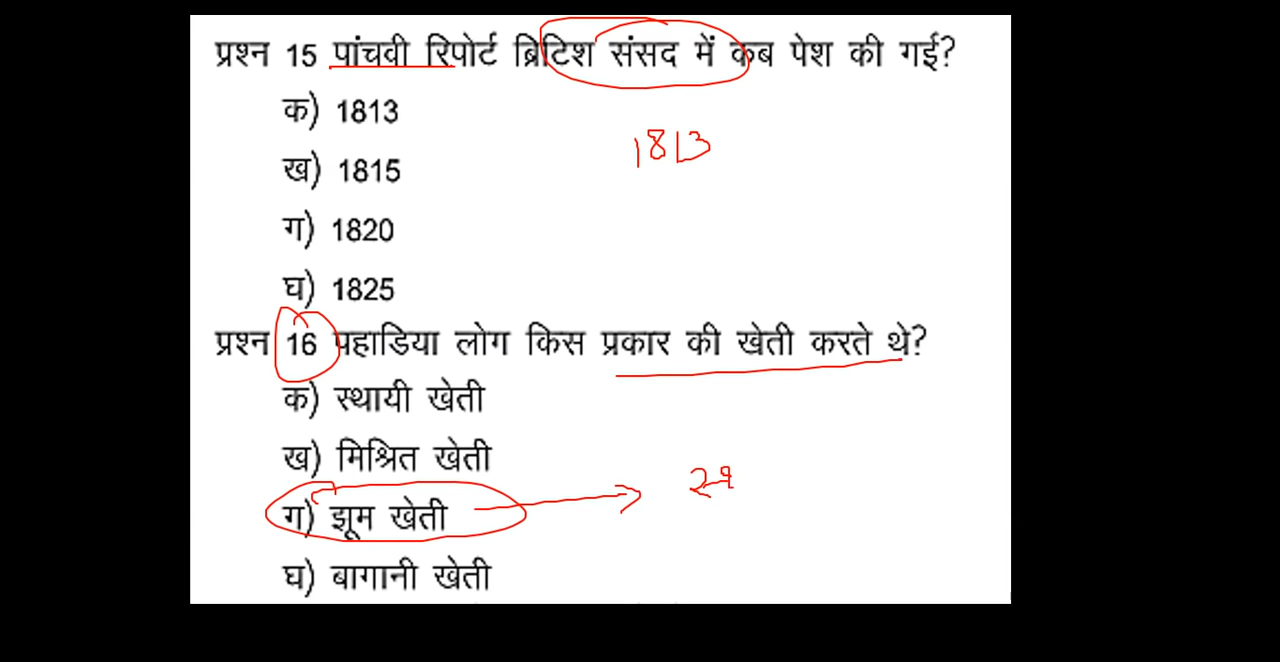 प्रश्न 15 पांचवी रिपोर्ट ब्रिटिश संसद में कब पेश की गई?
क) 1813
1813
ख) 1815
ग) 1820
घ) 1825
प्रश्न 16 पहाडिया लोग किस प्रकार की खेती करते थे?
क) स्थायी खेती
ख) मिश्रित खेती
ग) झूम खेती
घ) बागानी खेती